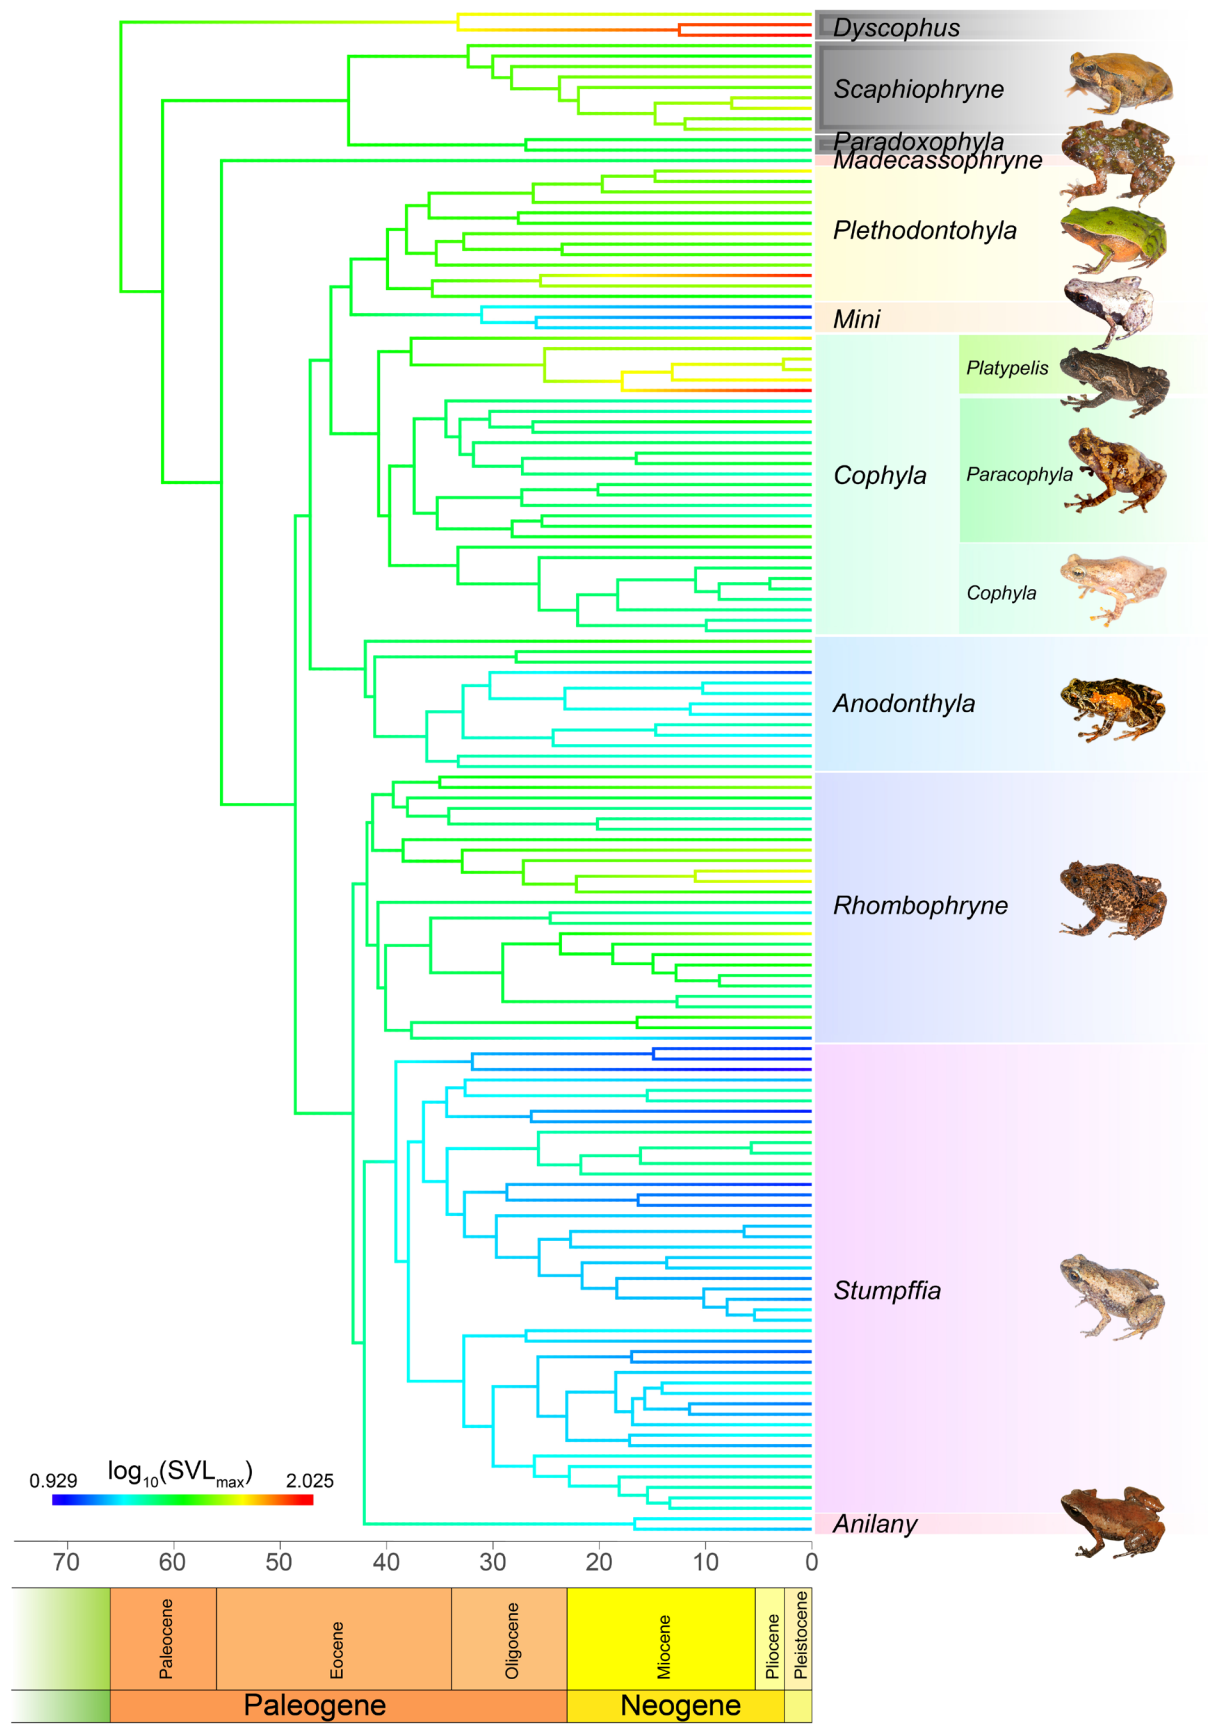 Dyscophus
Scaphiophryne
Paradoxophyla
Madecassophryne
Plethodontohyla
Mini
Platypelis
Cophyla
Paracophyla
Cophyla
Anodonthyla
Rhombophryne
Stumpffia
Anilany
log10(SVLmax)
0.929 2.025
70 60 50 40 30 20 10 0
Paleocene Eocene Oligocene Miocene Pliocene Pleistocene
Paleogene Neogene